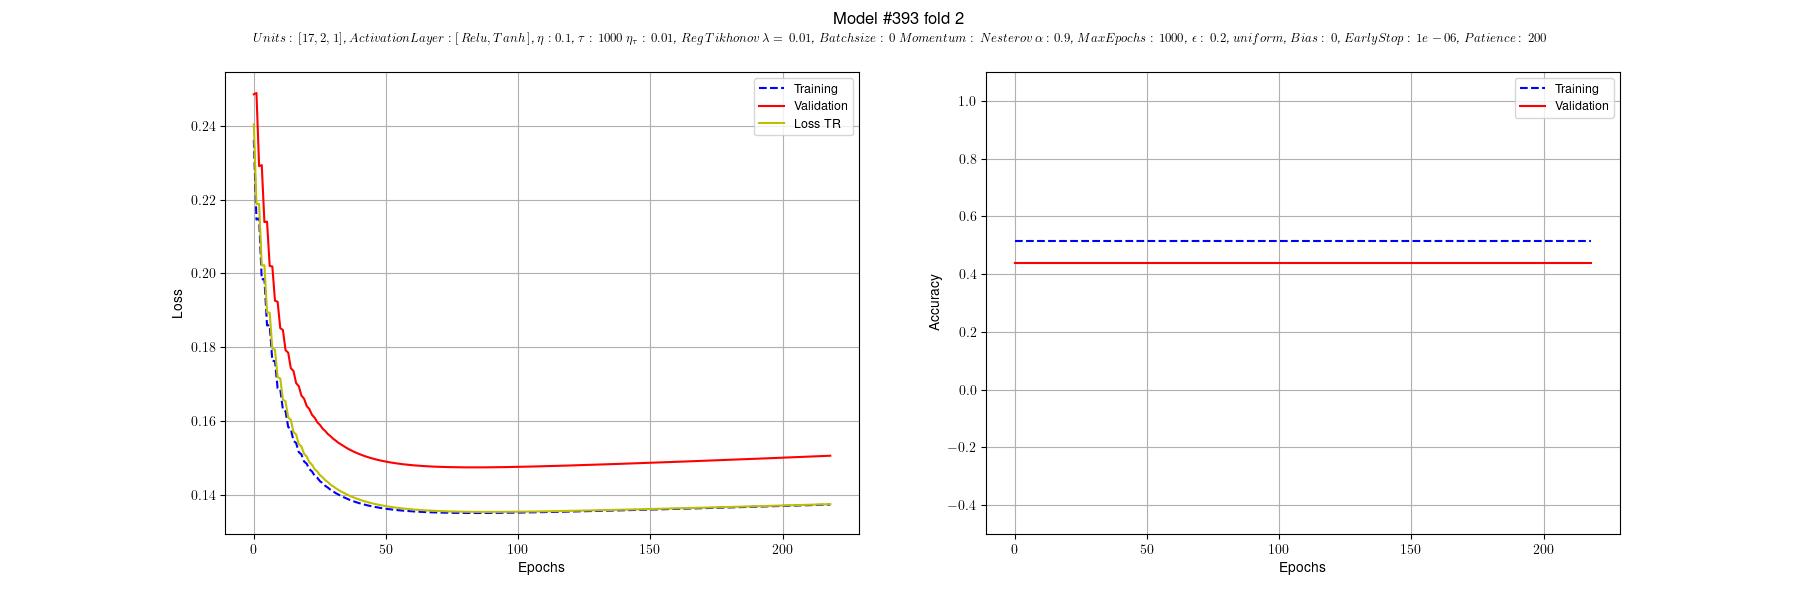 Model #393 fold 2
Units : [17, 2, 1], ActivationLayer : [ Relu, Tanh], η : 0.1, τ : 1000 η_τ : 0.01, RegTikhonov λ = 0.01, Batchsize : 0 Momentum : Nesterov α : 0.9, MaxEpochs : 1000, ϵ : 0.2, uniform, Bias : 0, EarlyStop : 1e − 06, Patience : 200
Training
Validation
Loss TR
0.24
0.22
0.20
0.18
0.16
0.14
Loss
0 50 100 150 200
Epochs
Training
Validation
1.0
0.8
0.6
0.4
0.2
0.0
−0.2
−0.4
Accuracy
0 50 100 150 200
Epochs